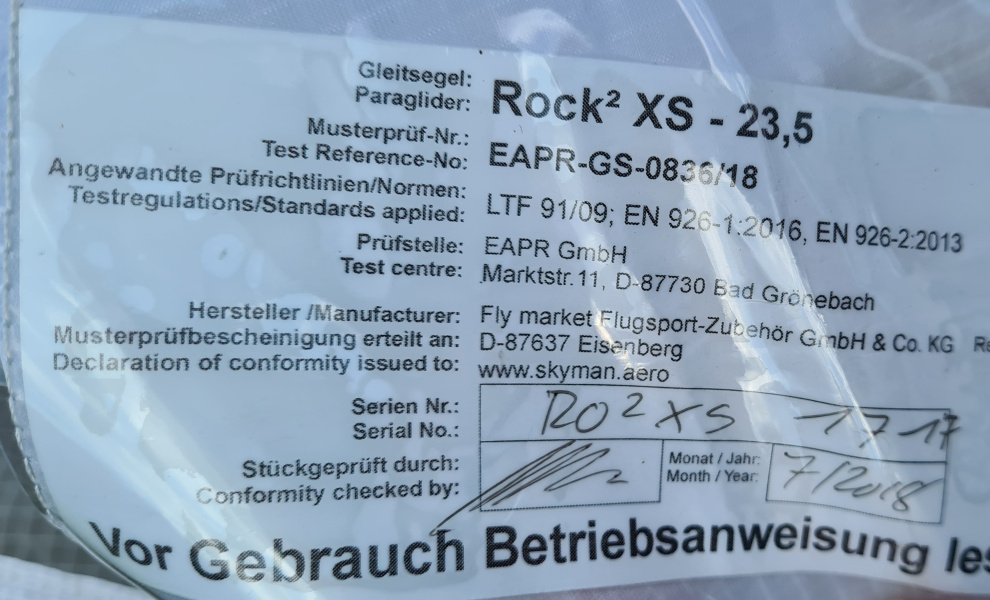 Gleitsegel:
Paraglider: Rock² XS - 23,5
Musterprüf-Nr.:
Test Reference-No: EAPR-GS-0836/18
Angewandte Prüfrichtlinien/Normen:
Testregulations/Standards applied: LTF 91/09; EN 926-1:2016, EN 926-2:2013
Prüfstelle: EAPR GmbH
Test centre: Marktstr. 11, D-87730 Bad Grönebach
Hersteller /Manufacturer: Fly market Flugsport-Zubehör GmbH & Co. KG
Musterprüfbescheinigung erteilt an: D-87637 Eisenberg
Declaration of conformity issued to: www.skyman.aero
Serien Nr.:
Serial No.: RO²XS
Stückgeprüft durch: Monat / Jahr:
Conformity checked by: Month / Year: 7/2018
Vor Gebrauch Betriebsanweisung les